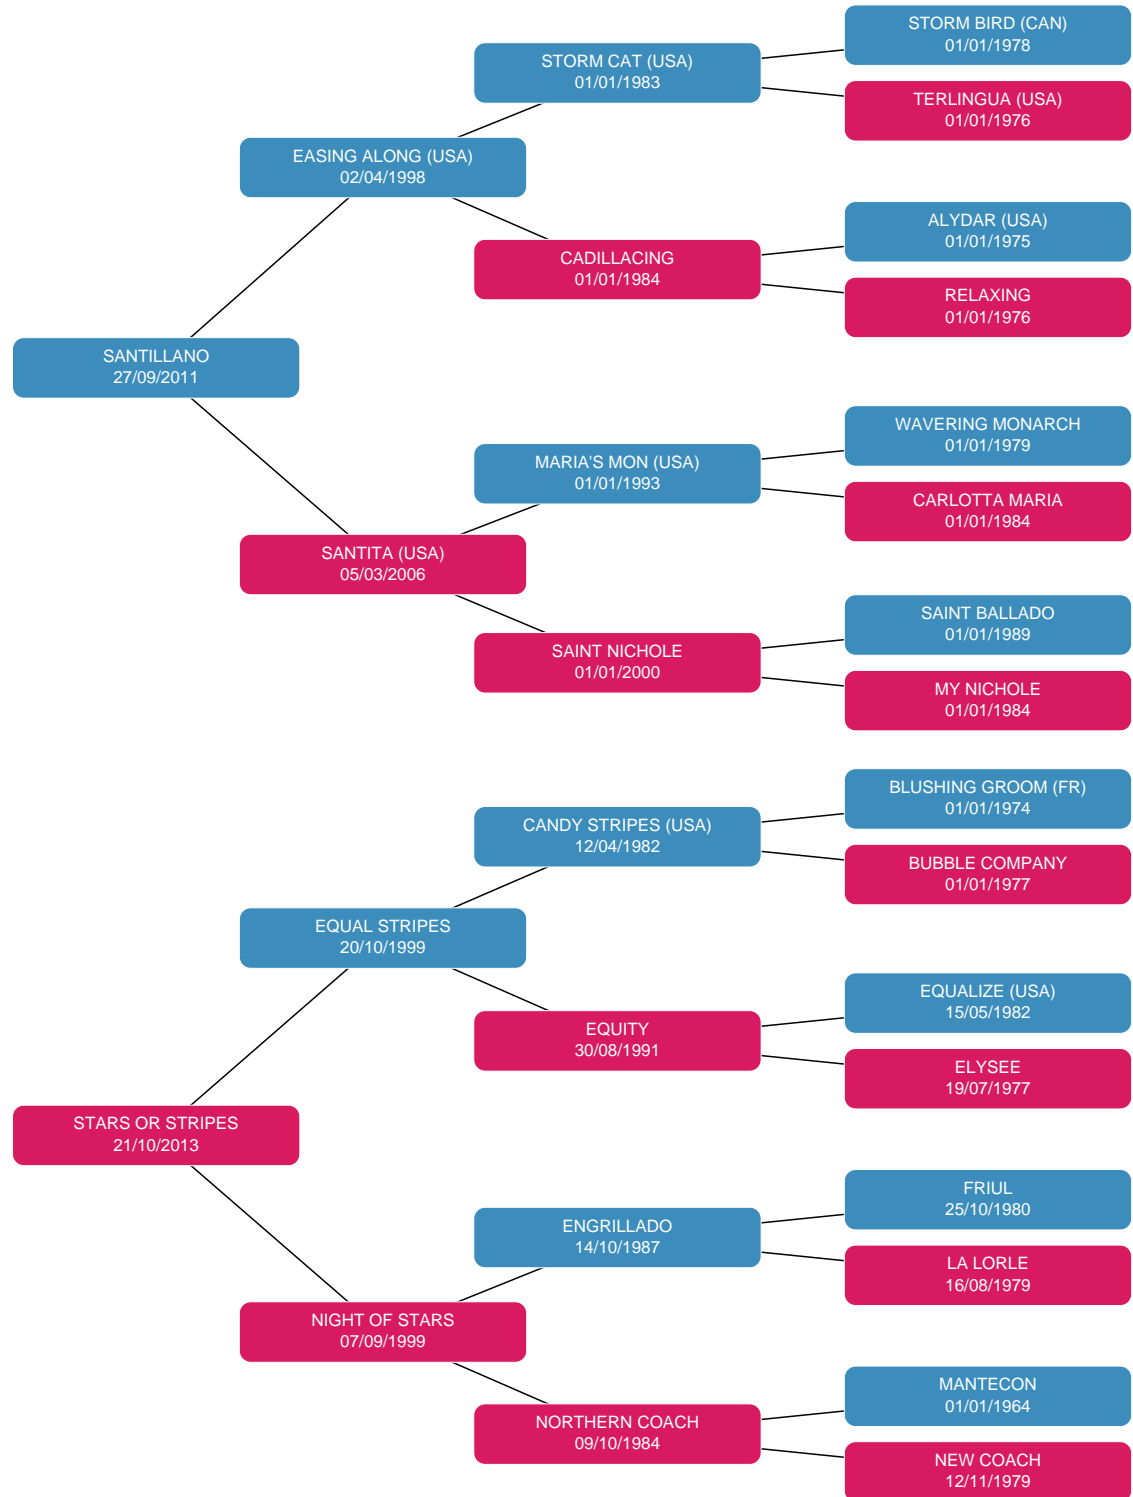 STORM BIRD (CAN)
01/01/1978
STORM CAT (USA)
01/01/1983
TERLINGUA (USA)
01/01/1976
EASING ALONG (USA)
02/04/1998
ALYDAR (USA)
01/01/1975
CADILLACING
01/01/1984
RELAXING
01/01/1976
SANTILLANO
27/09/2011
WAVERING MONARCH
01/01/1979
MARIA'S MON (USA)
01/01/1993
CARLOTTA MARIA
01/01/1984
SANTITA (USA)
05/03/2006
SAINT BALLADO
01/01/1989
SAINT NICHOLE
01/01/2000
MY NICHOLE
01/01/1984
BLUSHING GROOM (FR)
01/01/1974
CANDY STRIPES (USA)
12/04/1982
BUBBLE COMPANY
01/01/1977
EQUAL STRIPES
20/10/1999
EQUALIZE (USA)
15/05/1982
EQUITY
30/08/1991
ELYSEE
19/07/1977
STARS OR STRIPES
21/10/2013
FRIUL
25/10/1980
ENGRILLADO
14/10/1987
LA LORLE
16/08/1979
NIGHT OF STARS
07/09/1999
MANTECON
01/01/1964
NORTHERN COACH
09/10/1984
NEW COACH
12/11/1979